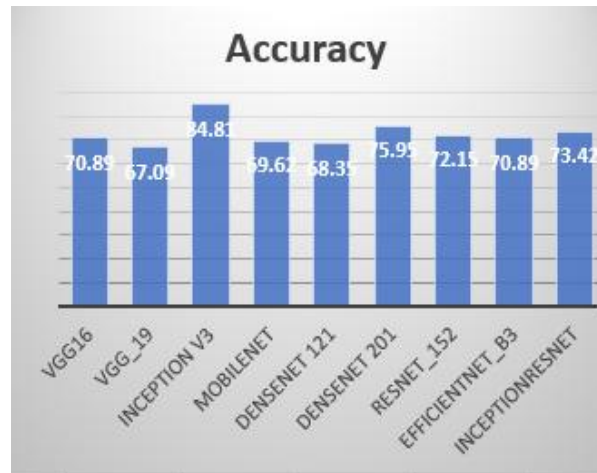 Accuracy
70.89
67.09
84.81
69.62
68.35
75.95
72.15
70.89
73.42
VGG16
VGG_19
INCEPTION V3
MOBILENET
DENSENET 121
DENSENET 201
RESNET_152
EFFICIENTNET_B3
INCEPTIONRESNET